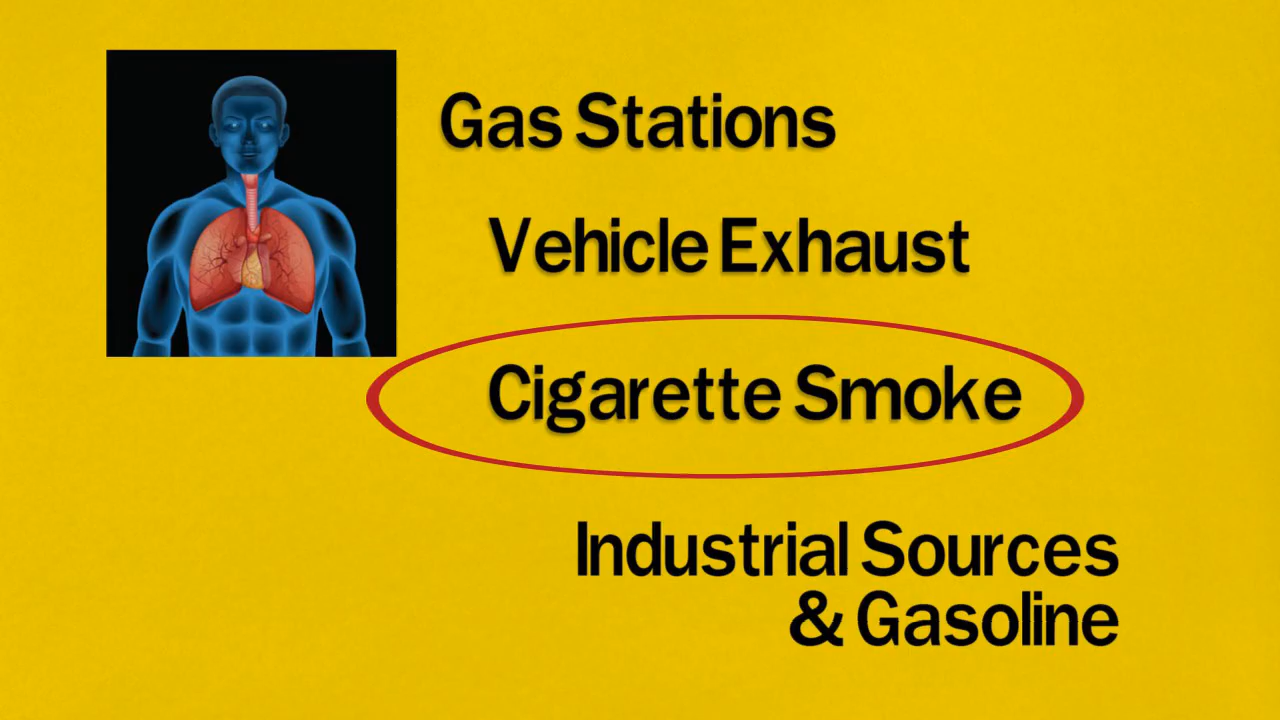 Gas Stations
Vehicle Exhaust
Cigarette Smoke
Industrial Sources
& Gasoline